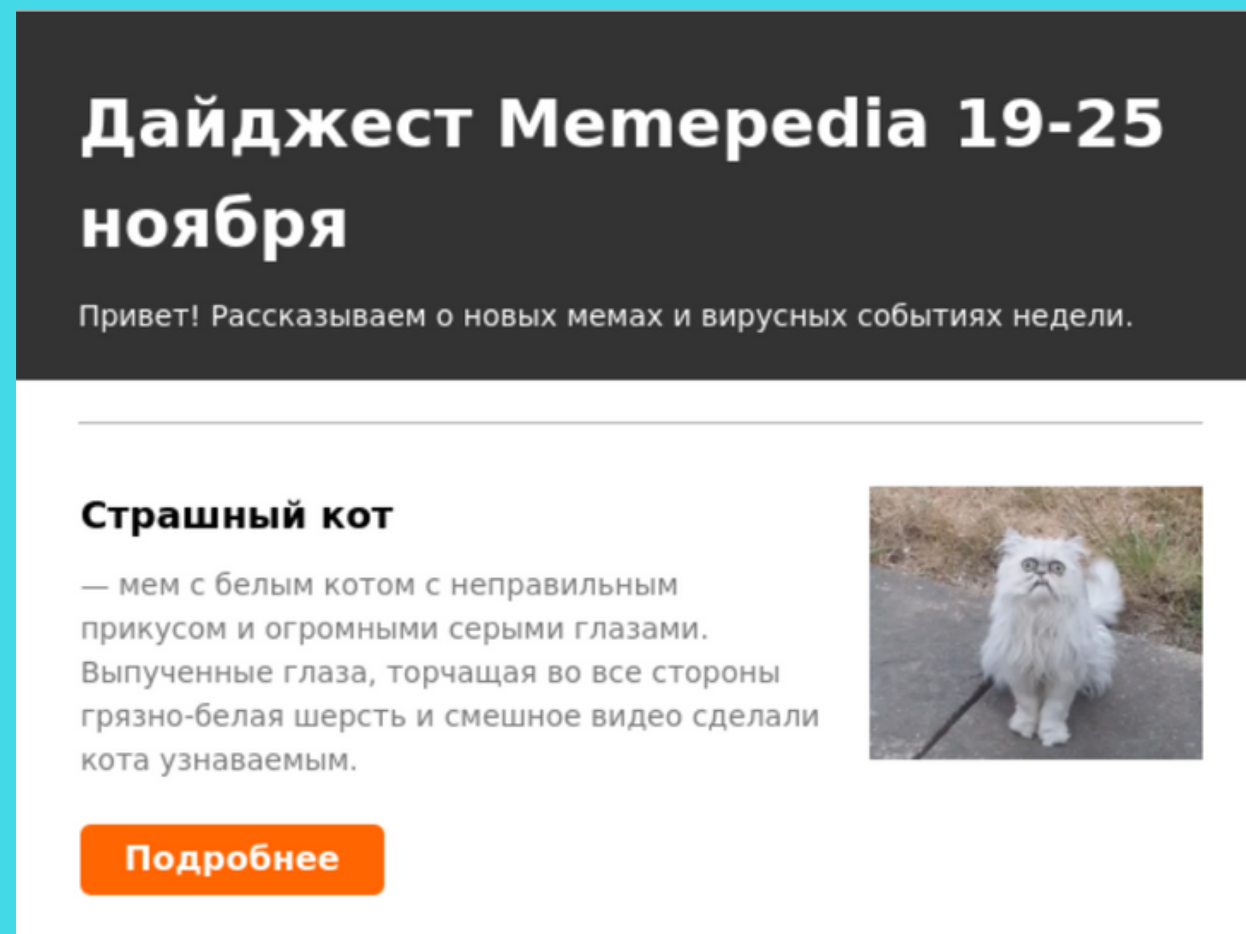 Дайджест Memepedia 19-25
ноября
Привет! Рассказываем о новых мемах и вирусных событиях недели.
Страшный кот
— мем с белым котом с неправильным
прикусом и огромными серыми глазами.
Выпученные глаза, торчащая во все стороны
грязно-белая шерсть и смешное видео сделали
кота узнаваемым.
Подробнее